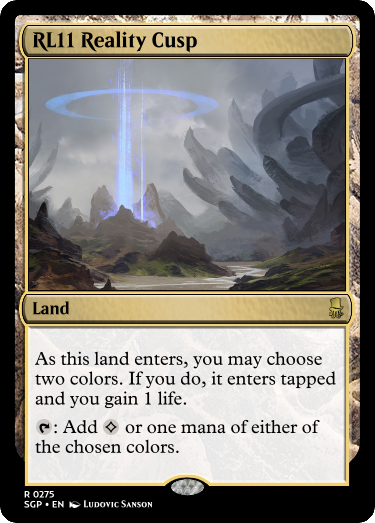 RL11 Reality Cusp
Land
As this land enters, you may choose
two colors. If you do, it enters tapped
and you gain 1 life.
: Add or one mana of either of
the chosen colors.
R 0275
SGP • EN Ludovic Sanson